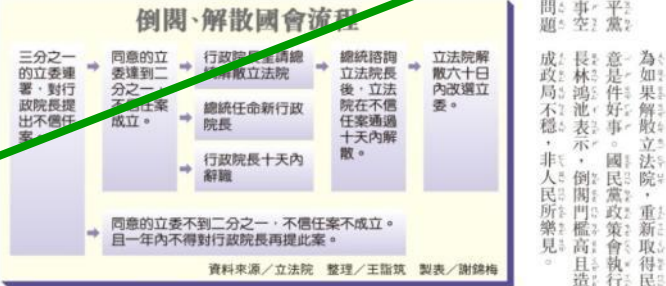 倒閣、解散國會流程
三分之一
的立委連
署，對行
政院長提
出不信任
案。
同意的立
委達到二
分之一，
不信任案
成立。
行政院長呈請總
統解散立法院
總統任命新行政
院長
行政院長十天內
辭職
總統諮詢
立法院長
後，立法
院在不信
任案通過
十天內解
散。
立法院解
散六十日
內改選立
委。
同意的立委不到二分之一，不信任案不成立。
且一年內不得對行政院長再提此案。
資料來源／立法院 整理／王詣筑 製表／謝錦梅
為如果解散立法院，重新取得民
意是件好事。國民黨政策會執行
長林鴻池表示，倒閣門檻高且造
成政局不穩，非人民所樂見。
平黨
事空
問題